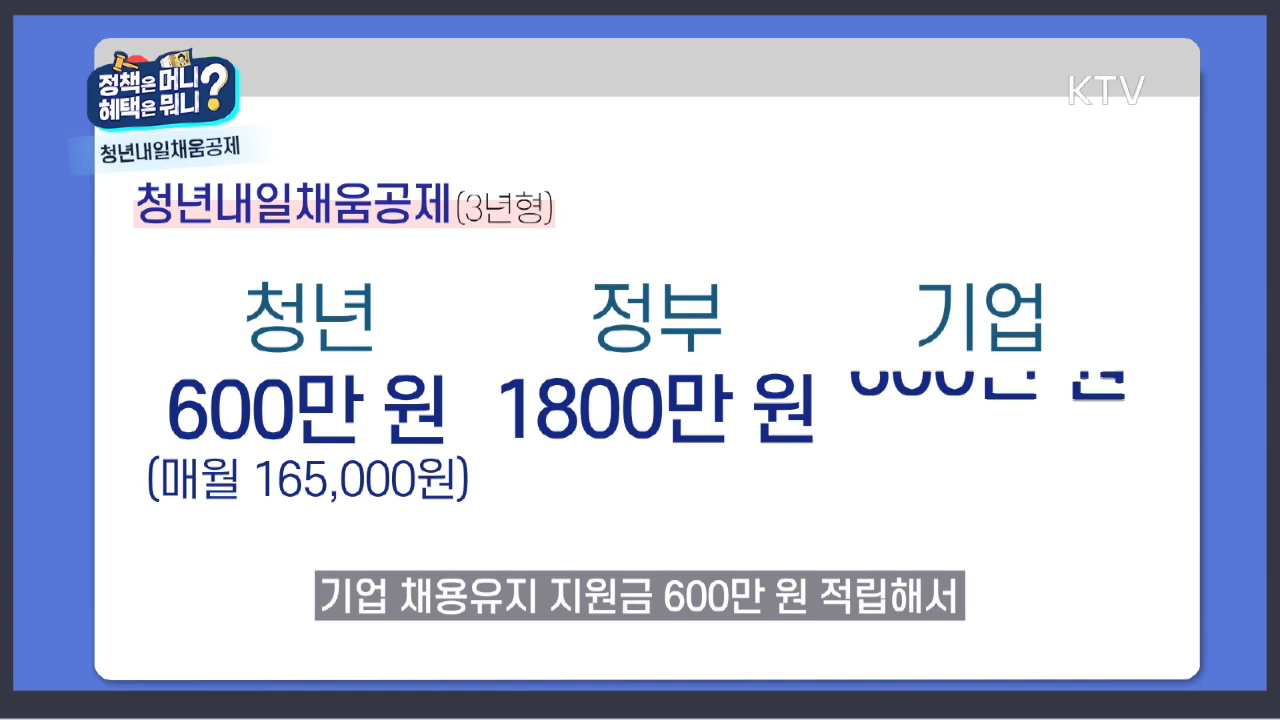 정책은 머니
혜택은 뭐니?
KTV
청년내일채움공제
청년내일채움공제(3년형)
청년 정부 기업
600만 원 1800만 원
(매월 165,000원)
기업 채용유지 지원금 600만 원 적립해서